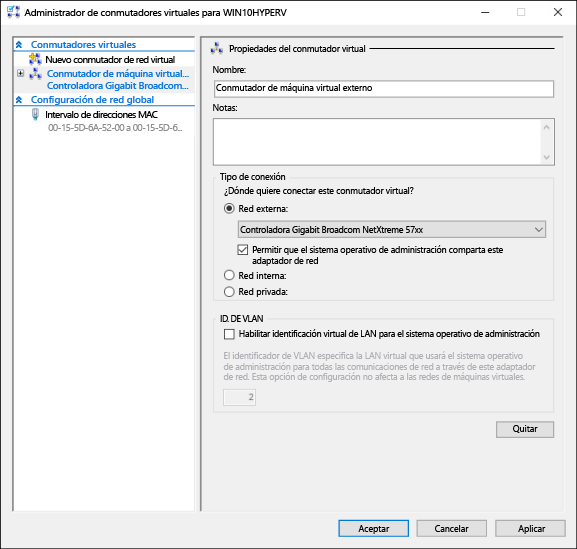 Administrador de conmutadores virtuales para WIN10HYPERV
Conmutadores virtuales
Nuevo conmutador de red virtual
Conmutador de máquina virtual...
Controladora Gigabit Broadcom...
Configuración de red global
Intervalo de direcciones MAC
00-15-5D-6A-52-00 a 00-15-5D-6...
Propiedades del conmutador virtual
Nombre:
Conmutador de máquina virtual externo
Notas:
Tipo de conexión
¿Dónde quiere conectar este conmutador virtual?
Red externa:
Controladora Gigabit Broadcom NetXtreme 57xx
Permitir que el sistema operativo de administración comparta este
adaptador de red
Red interna:
Red privada:
ID. DE VLAN
Habilitar identificación virtual de LAN para el sistema operativo de administración
El identificador de VLAN especifica la LAN virtual que usará el sistema operativo
de administración para todas las comunicaciones de red a través de este adaptador
de red. Esta opción de configuración no afecta a las redes de máquinas virtuales.
2
Quitar
Aceptar
Cancelar
Aplicar